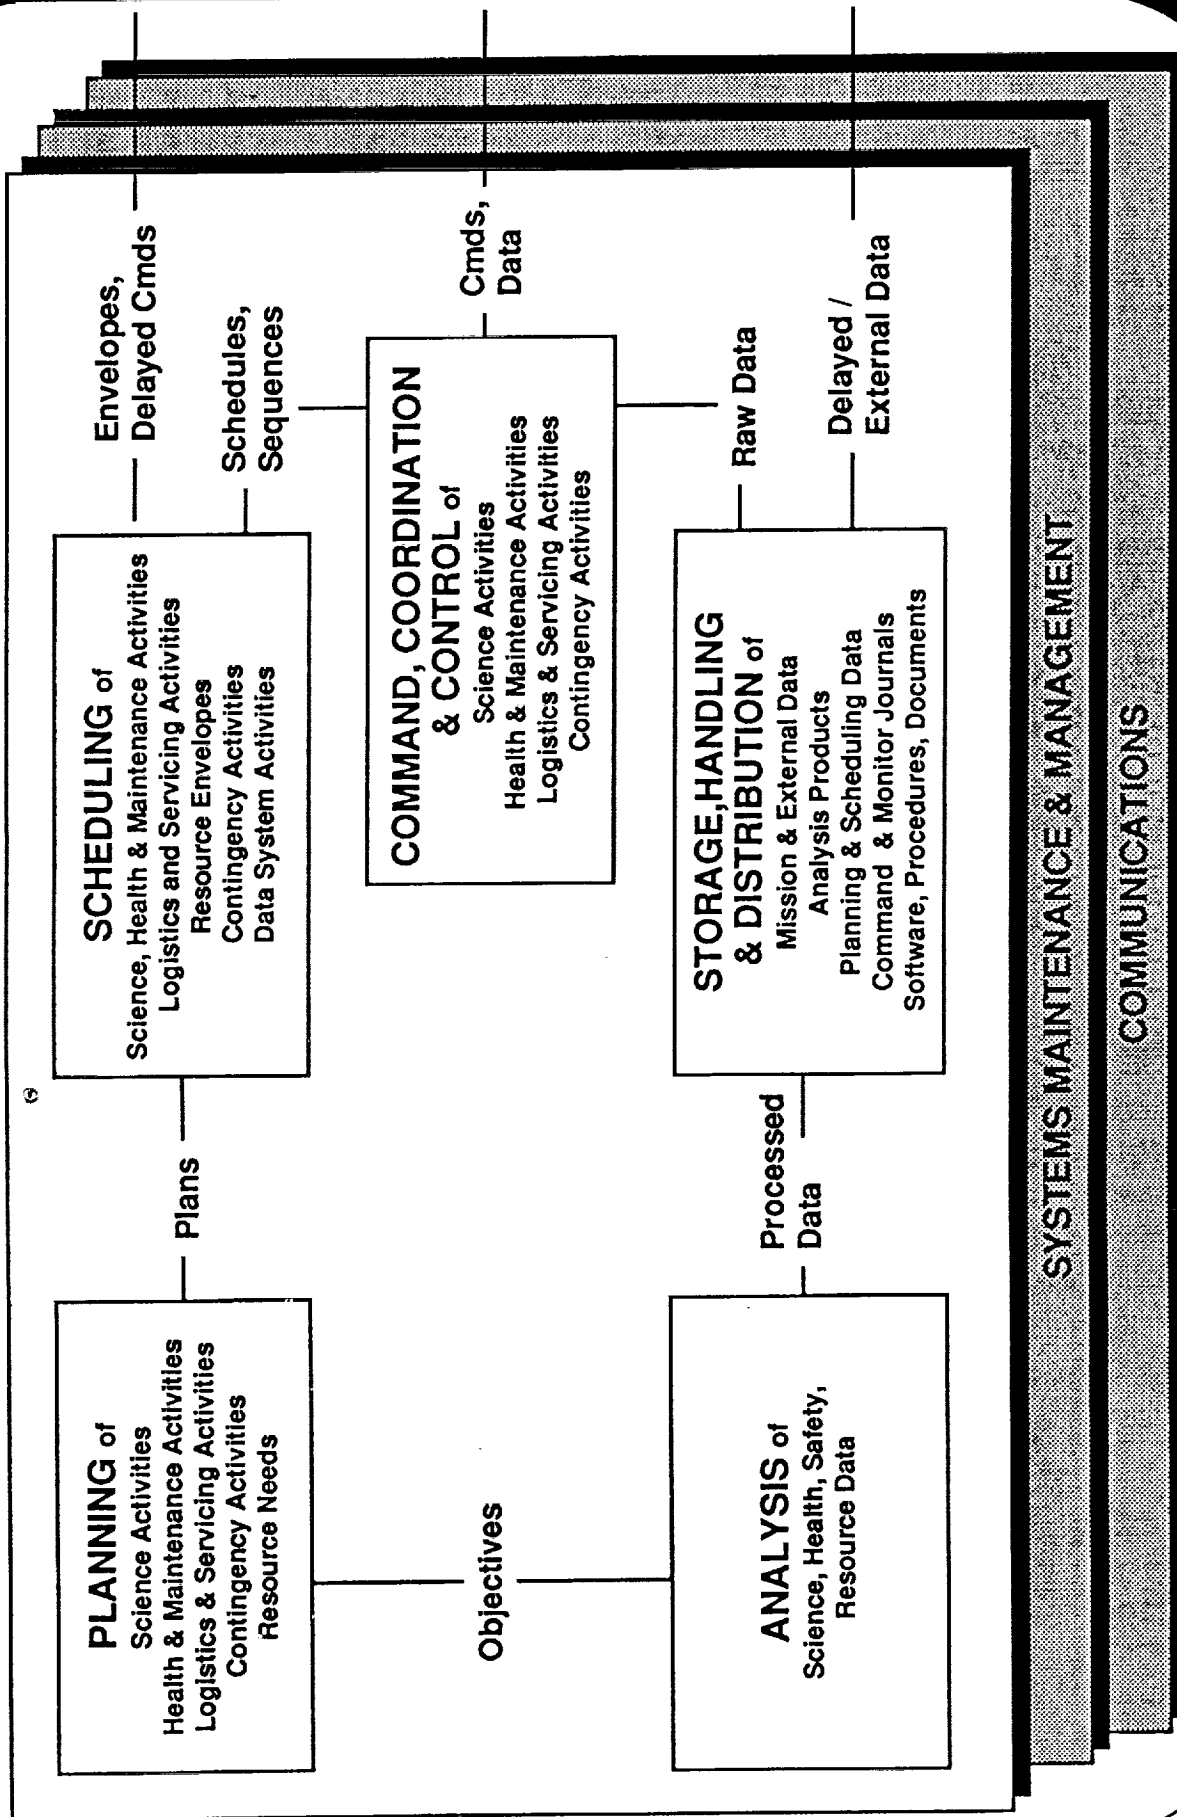 PLANNING of
Science Activities
Health & Maintenance Activities
Logistics & Servicing Activities
Contingency Activities
Resource Needs
Plans
SCHEDULING of
Science, Health & Maintenance Activities
Logistics and Servicing Activities
Resource Envelopes
Contingency Activities
Data System Activities
Envelopes,
Delayed Cmds
Schedules,
Sequences
COMMAND, COORDINATION
& CONTROL of
Science Activities
Health & Maintenance Activities
Logistics & Servicing Activities
Contingency Activities
Cmds,
Data
Objectives
ANALYSIS of
Science, Health, Safety,
Resource Data
Processed
Data
STORAGE, HANDLING
& DISTRIBUTION of
Mission & External Data
Analysis Products
Planning & Scheduling Data
Command & Monitor Journals
Software, Procedures, Documents
Raw Data
Delayed /
External Data
SYSTEMS MAINTENANCE & MANAGEMENT
COMMUNICATIONS